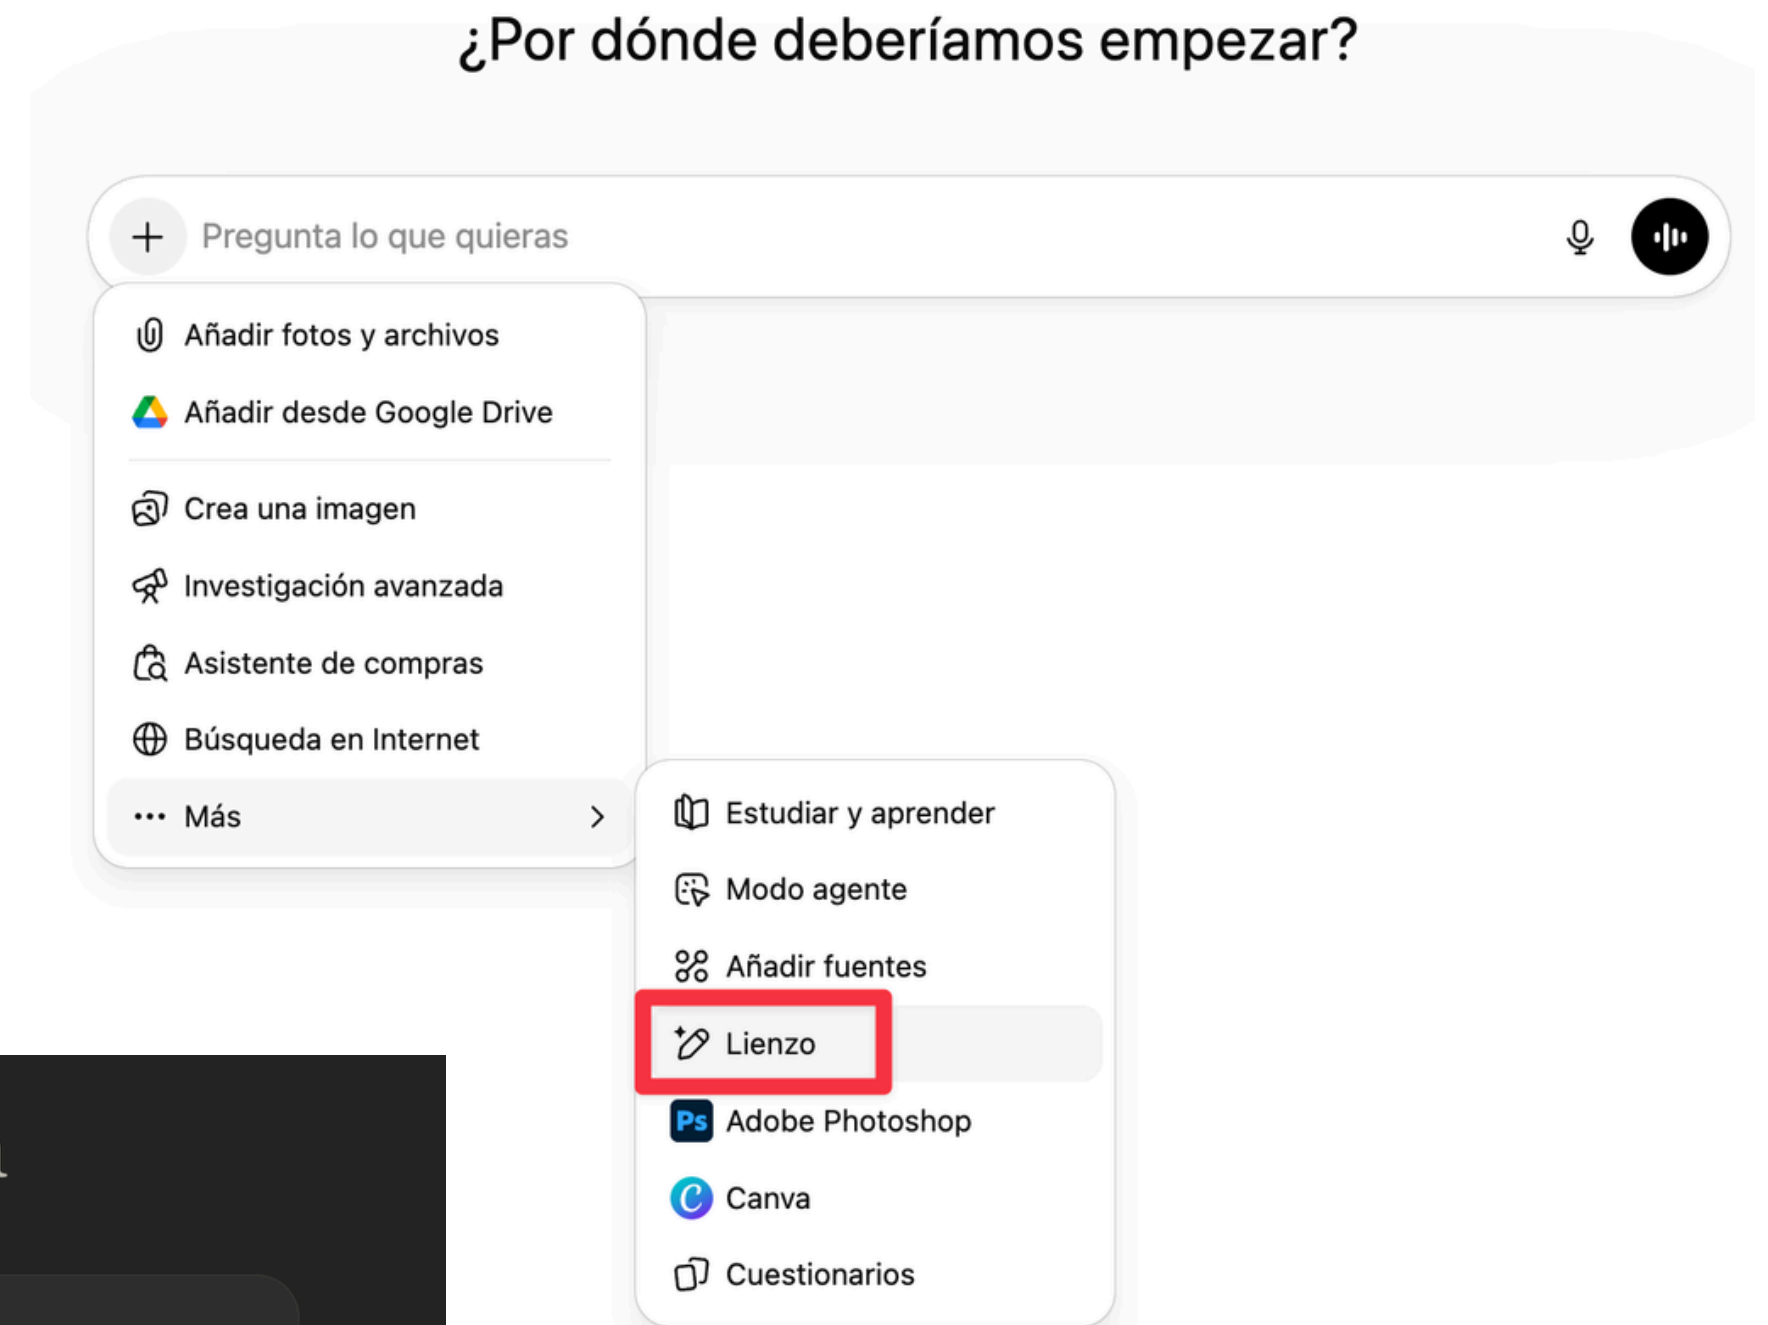 ¿Por dónde deberíamos empezar?
Pregunta lo que quieras
Añadir fotos y archivos
Añadir desde Google Drive
Crea una imagen
Investigación avanzada
Asistente de compras
Búsqueda en Internet
Más
Estudiar y aprender
Modo agente
Añadir fuentes
Lienzo
Ps Adobe Photoshop
C Canva
Cuestionarios